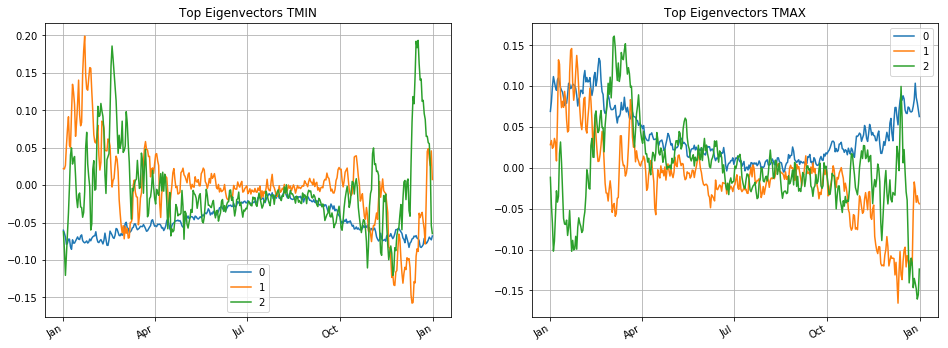 Top Eigenvectors TMIN
0.20
0.15
0.10
0.05
0.00
−0.05
−0.10
−0.15
Jan
Apr
Jul
Oct
Jan
0
1
2
Top Eigenvectors TMAX
0.15
0.10
0.05
0.00
−0.05
−0.10
−0.15
Jan
Apr
Jul
Oct
Jan
0
1
2